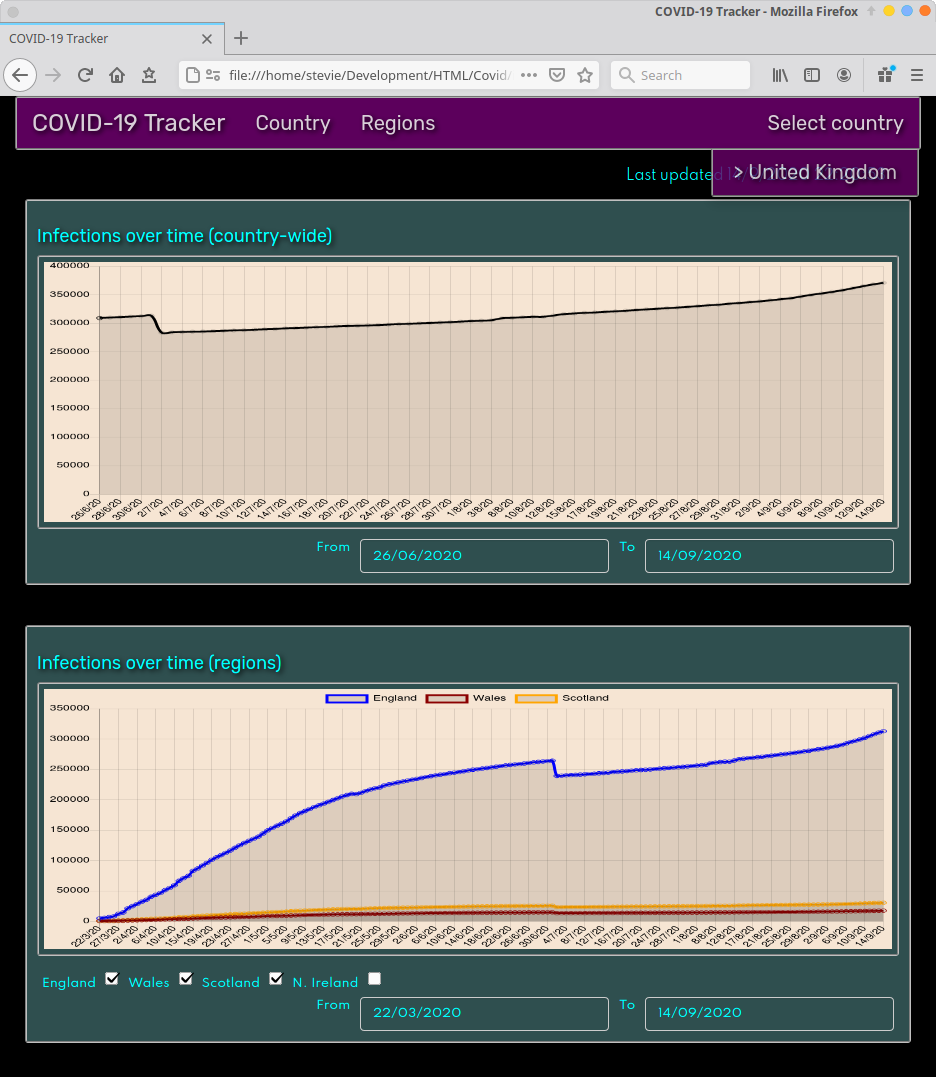 COVID-19 Tracker - Mozilla Firefox
COVID-19 Tracker
file:///home/stevie/Development/HTML/Covid/
Search
COVID-19 Tracker Country Regions Select country
Last updated
> United Kingdom
Infections over time (country-wide)
400000
350000
300000
250000
200000
150000
100000
50000
0
26/6/20 28/6/20 30/6/20 2/7/20 4/7/20 6/7/20 8/7/20 10/7/20 12/7/20 14/7/20 16/7/20 18/7/20 20/7/20 22/7/20 24/7/20 26/7/20 28/7/20 30/7/20 1/8/20 3/8/20 8/8/20 10/8/20 12/8/20 15/8/20 17/8/20 19/8/20 21/8/20 23/8/20 25/8/20 27/8/20 29/8/20 31/8/20 2/9/20 4/9/20 6/9/20 8/9/20 10/9/20 12/9/20 14/9/20
From 26/06/2020 To 14/09/2020
Infections over time (regions)
England Wales Scotland
350000
300000
250000
200000
150000
100000
50000
0
22/3/20 27/3/20 2/4/20 6/4/20 10/4/20 15/4/20 19/4/20 23/4/20 27/4/20 1/5/20 5/5/20 9/5/20 13/5/20 17/5/20 21/5/20 25/5/20 29/5/20 2/6/20 6/6/20 10/6/20 14/6/20 18/6/20 22/6/20 26/6/20 30/6/20 4/7/20 8/7/20 12/7/20 16/7/20 20/7/20 24/7/20 28/7/20 1/8/20 8/8/20 12/8/20 17/8/20 21/8/20 25/8/20 29/8/20 2/9/20 6/9/20 10/9/20 14/9/20
England Wales Scotland N. Ireland
From 22/03/2020 To 14/09/2020